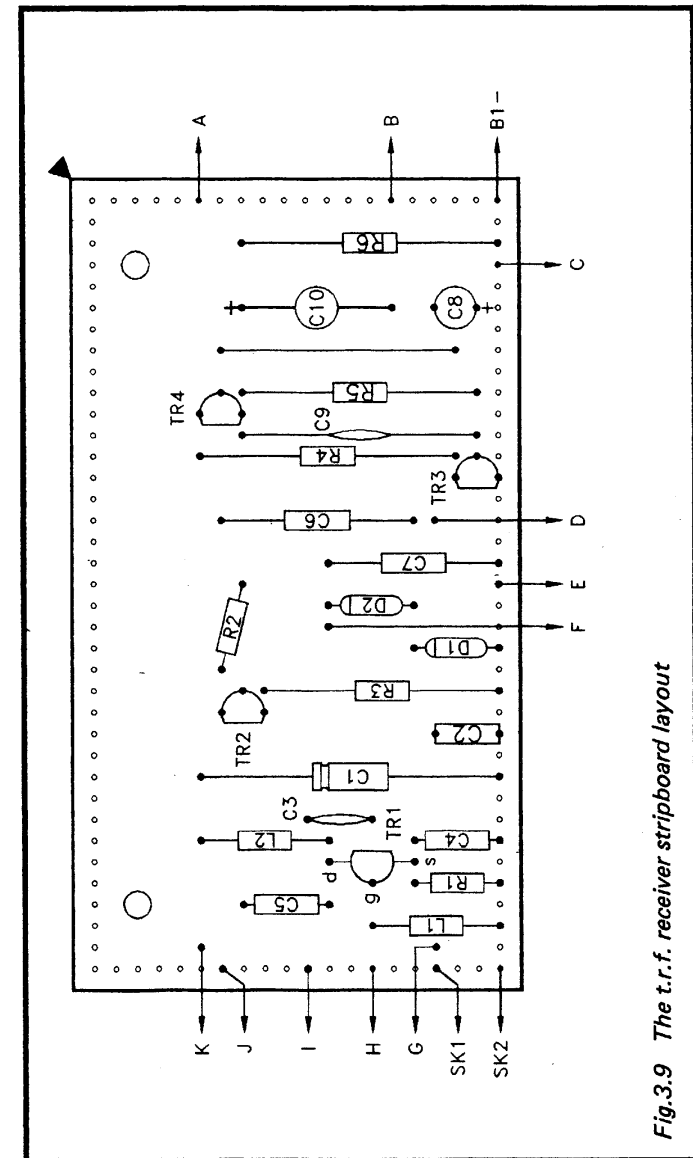 K
J
I
H
G
SK1
SK2
A
B
B1-
TR4
TR2
R2
+
C3
L2
C5
d
g
s
TR1
C1
C6
C9
R4
R5
C10
R6
L1
R1
C4
C2
R3
D1
D2
C7
TR3
C8
+
F
E
D
C
Fig.3.9 The t.r.f. receiver stripboard layout